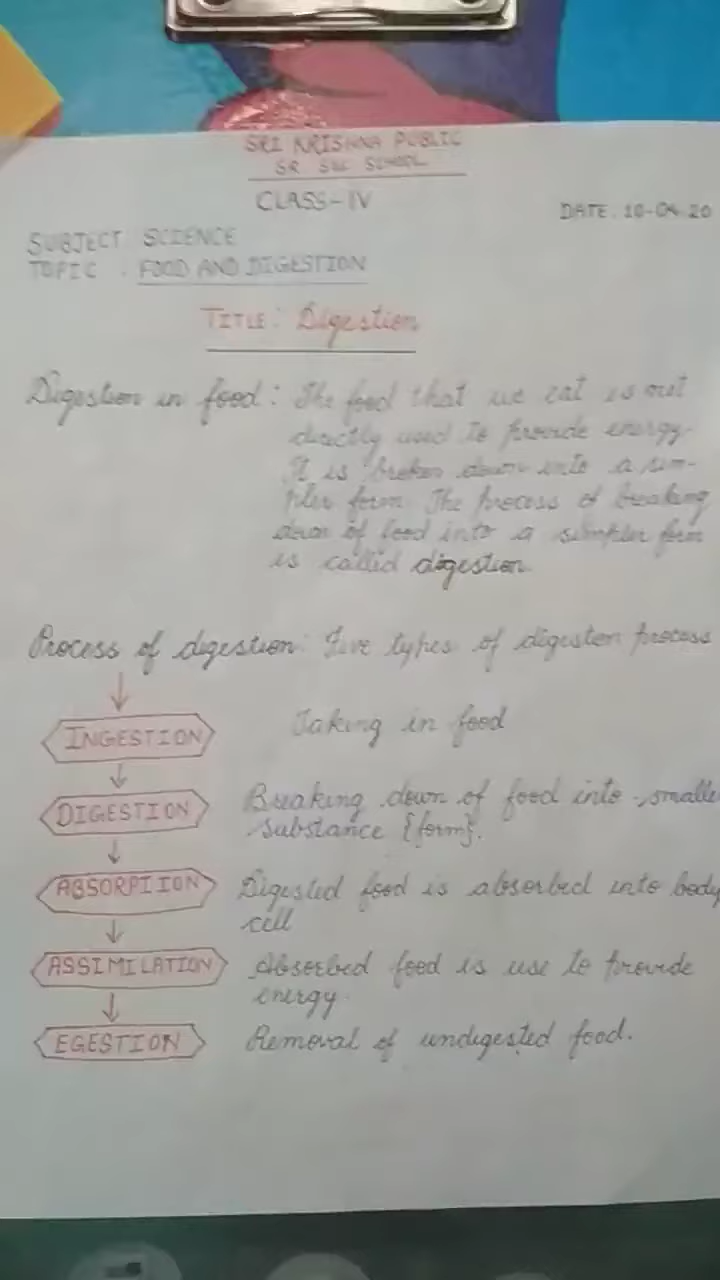 SRI KRISHNA PUBLIC
SR. SEC SCHOOL
CLASS-IV
DATE. 10-04-20
SUBJECT SCIENCE
TOPIC : FOOD AND DIGESTION
TITLE: Digestion
Digestion in food: The food that we eat is out
directly used to provide energy.
It is broken down into a sim-
pler form. The process of breaking
down of food into a simpler form
is called digestion
Process of digestion: Five types of digestion process
INGESTION Taking in food
DIGESTION Breaking down of food into smalle
substance {form}.
ABSORPTION Digested food is absorbed into body
cell
ASSIMILATION Absorbed food is use to provide
energy.
EGESTION Removal of undigested food.